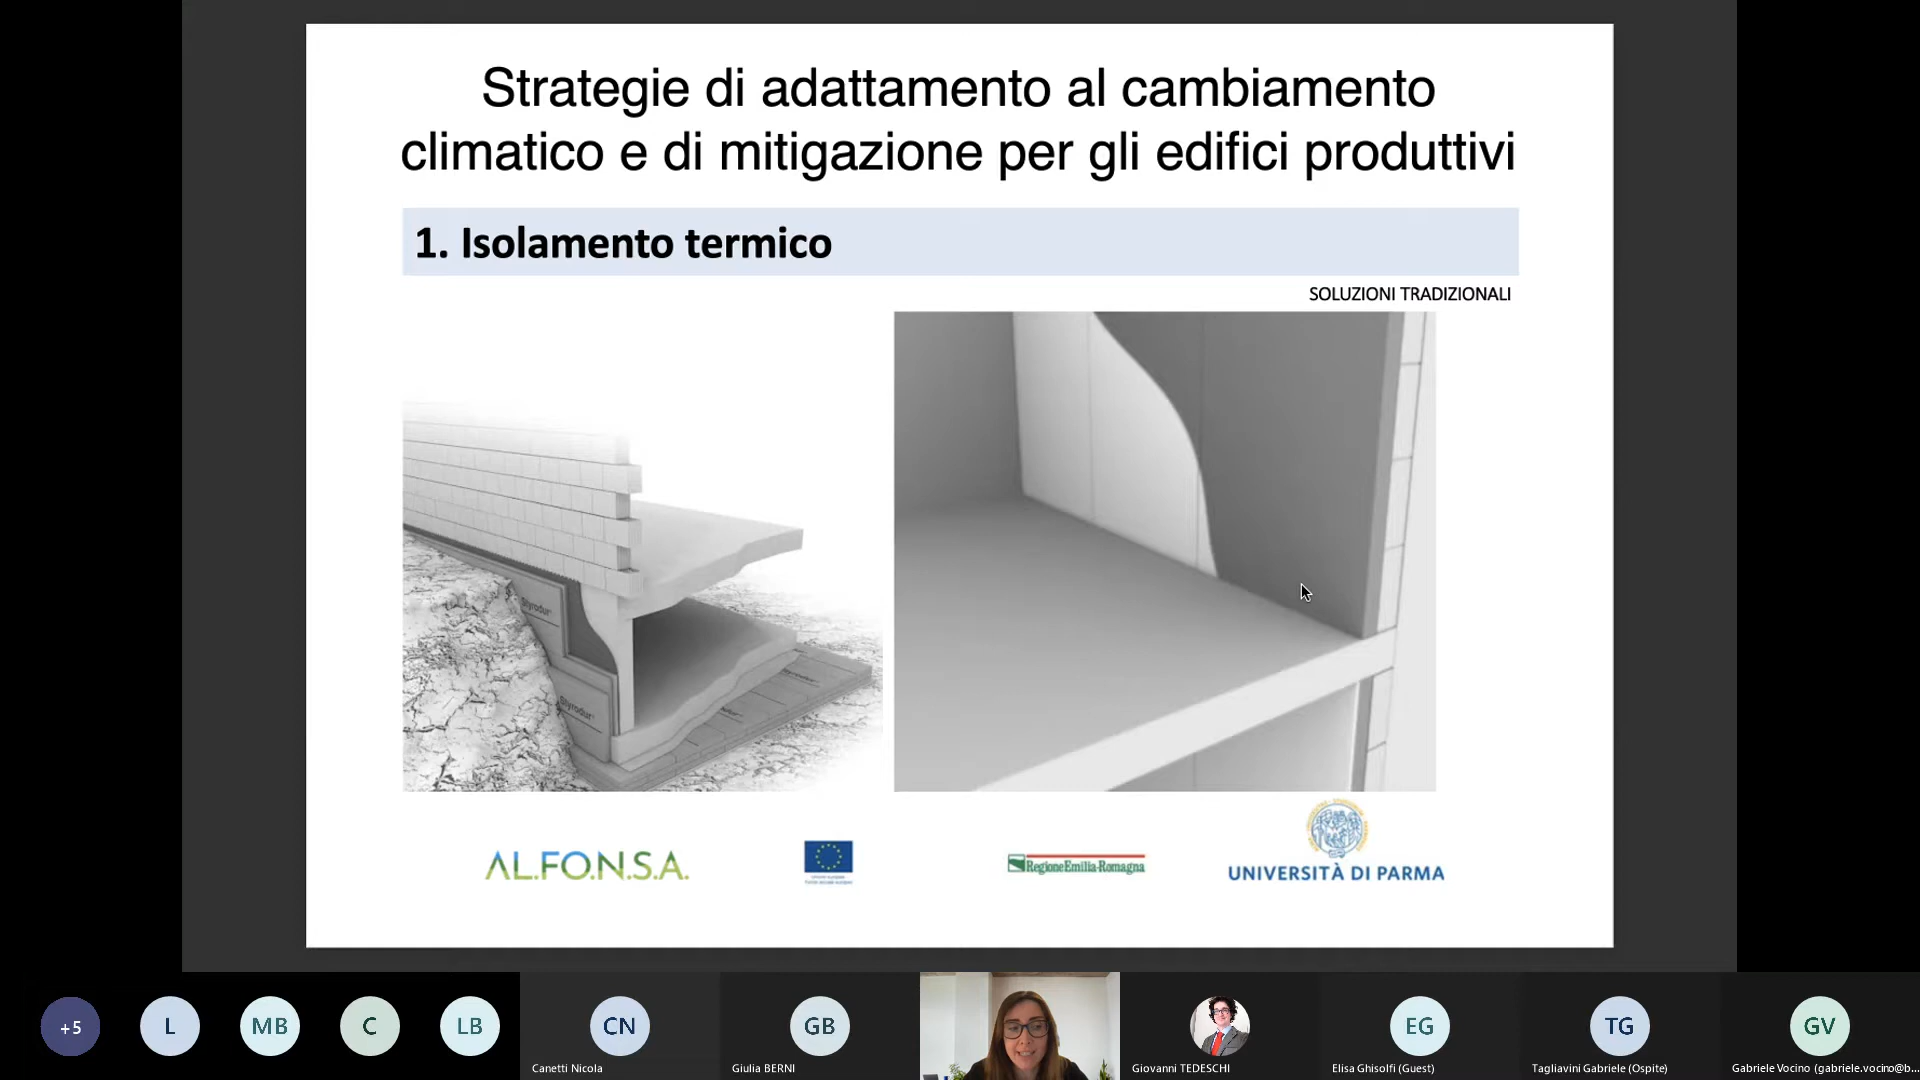 Strategie di adattamento al cambiamento
climatico e di mitigazione per gli edifici produttivi
1. Isolamento termico
SOLUZIONI TRADIZIONALI
Styrodur
Styrodur
AL.FO.N.S.A.
RegioneEmilia-Romagna
UNIVERSITÀ DI PARMA
+5
L
MB
C
LB
CN
GB
EG
TG
GV
Canetti Nicola
Giulia BERNI
Giovanni TEDESCHI
Elisa Ghisolfi (Guest)
Tagliavini Gabriele (Ospite)
Gabriele Vocino (gabriele.vocino@b...